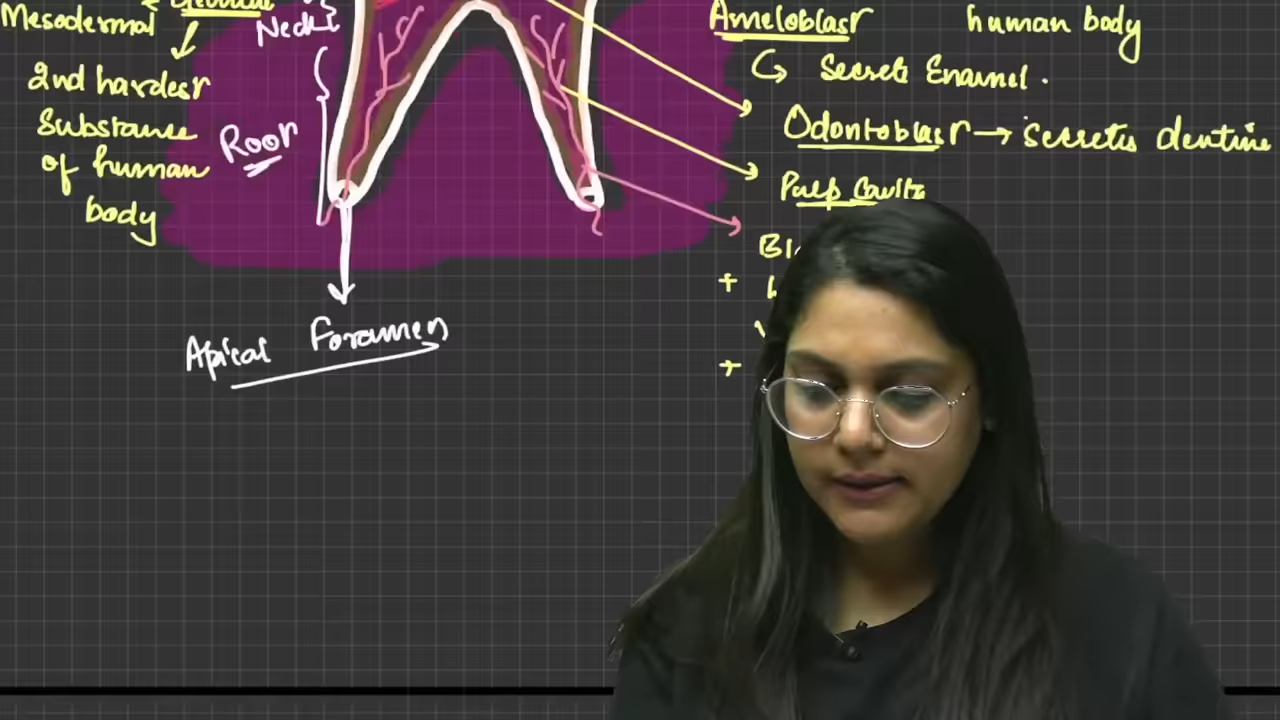 Mesodermal
Neck
2nd hardest
Substance
of human
body
Root
Apical Foramen
Ameloblast
human body
Secrets Enamel.
Odontoblast → Secretes dentine
Pulp Cavity
+
+